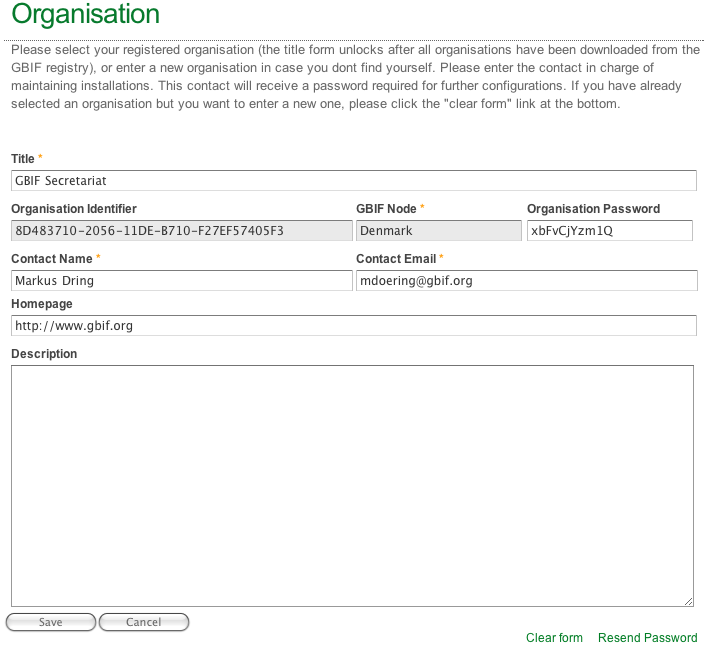 Organisation
Please select your registered organisation (the title form unlocks after all organisations have been downloaded from the
GBIF registry), or enter a new organisation in case you dont find yourself. Please enter the contact in charge of
maintaining installations. This contact will receive a password required for further configurations. If you have already
selected an organisation but you want to enter a new one, please click the "clear form" link at the bottom.
Title *
GBIF Secretariat
Organisation Identifier GBIF Node * Organisation Password
8D483710-2056-11DE-B710-F27EF57405F3 Denmark xbFvCjYzm1Q
Contact Name * Contact Email *
Markus Dring mdoering@gbif.org
Homepage
http://www.gbif.org
Description
Save Cancel
Clear form Resend Password